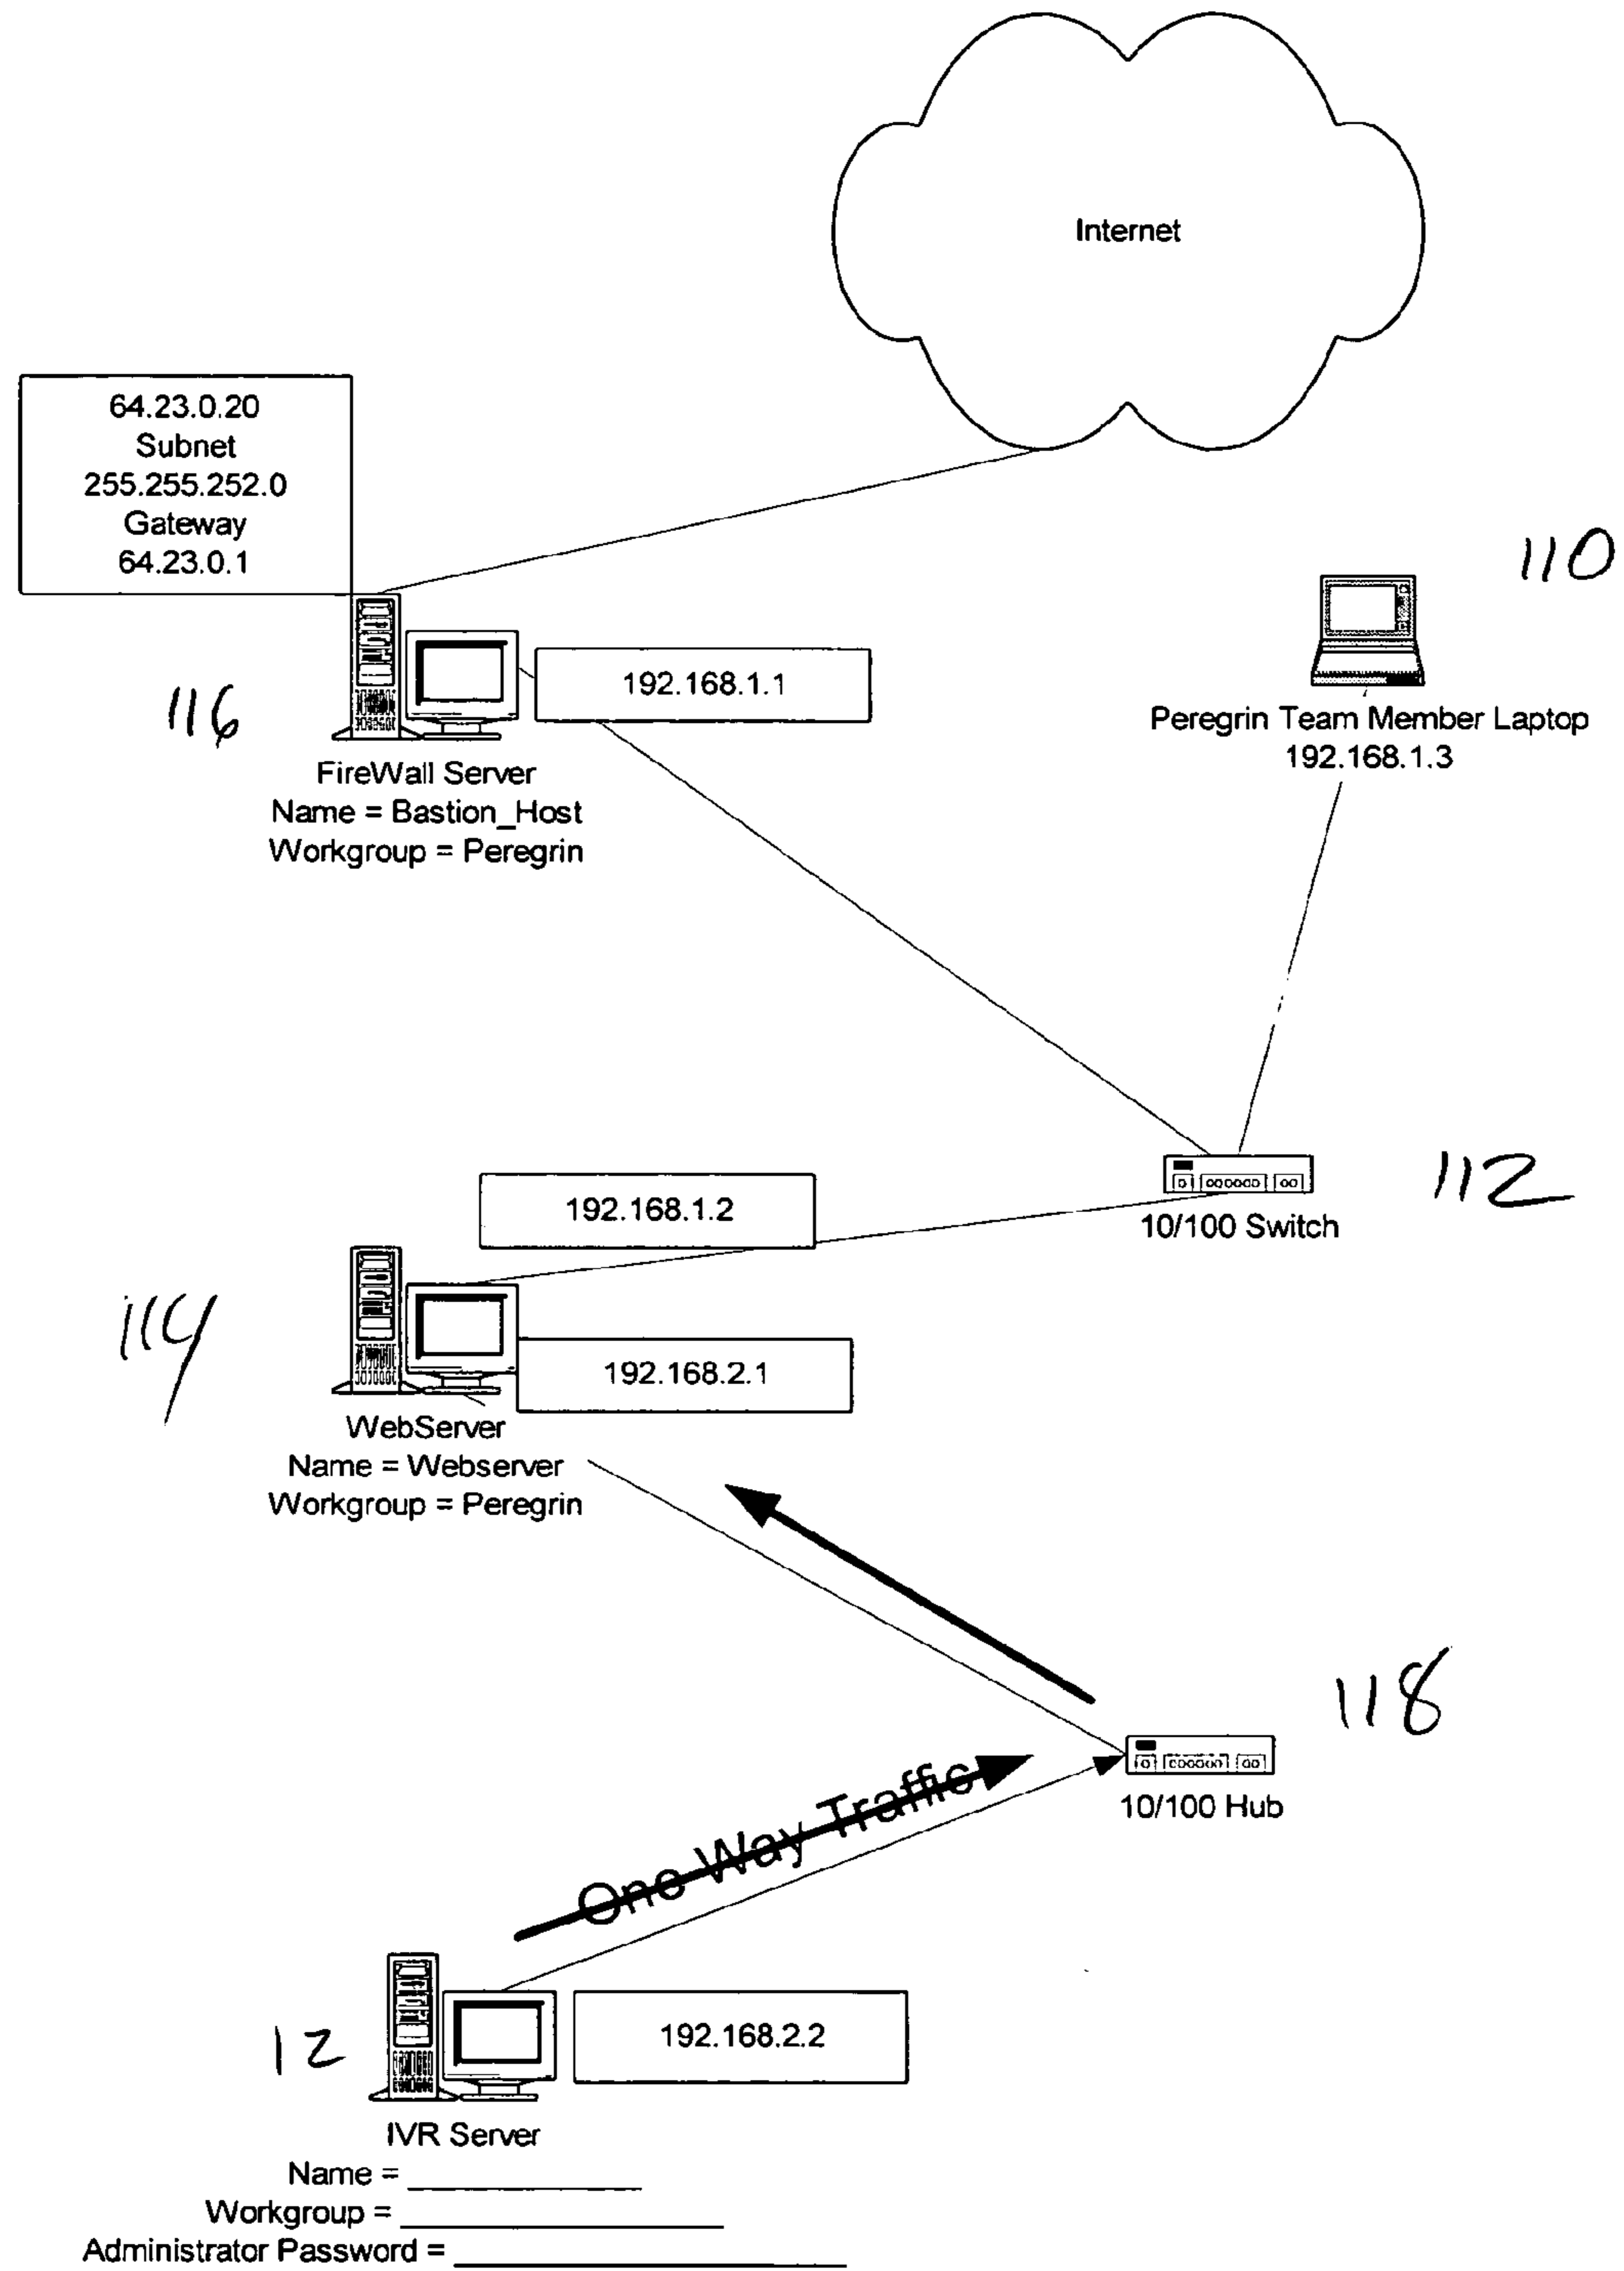 Internet
64.23.0.20
Subnet
255.255.252.0
Gateway
64.23.0.1
110
192.168.1.1
116
Peregrin Team Member Laptop
192.168.1.3
FireWall Server
Name = Bastion_Host
Workgroup = Peregrin
112
192.168.1.2
10/100 Switch
114
192.168.2.1
WebServer
Name = Webserver
Workgroup = Peregrin
118
10/100 Hub
One Way Traffic
12
192.168.2.2
IVR Server
Name = ____________
Workgroup = ________________
Administrator Password = ____________________